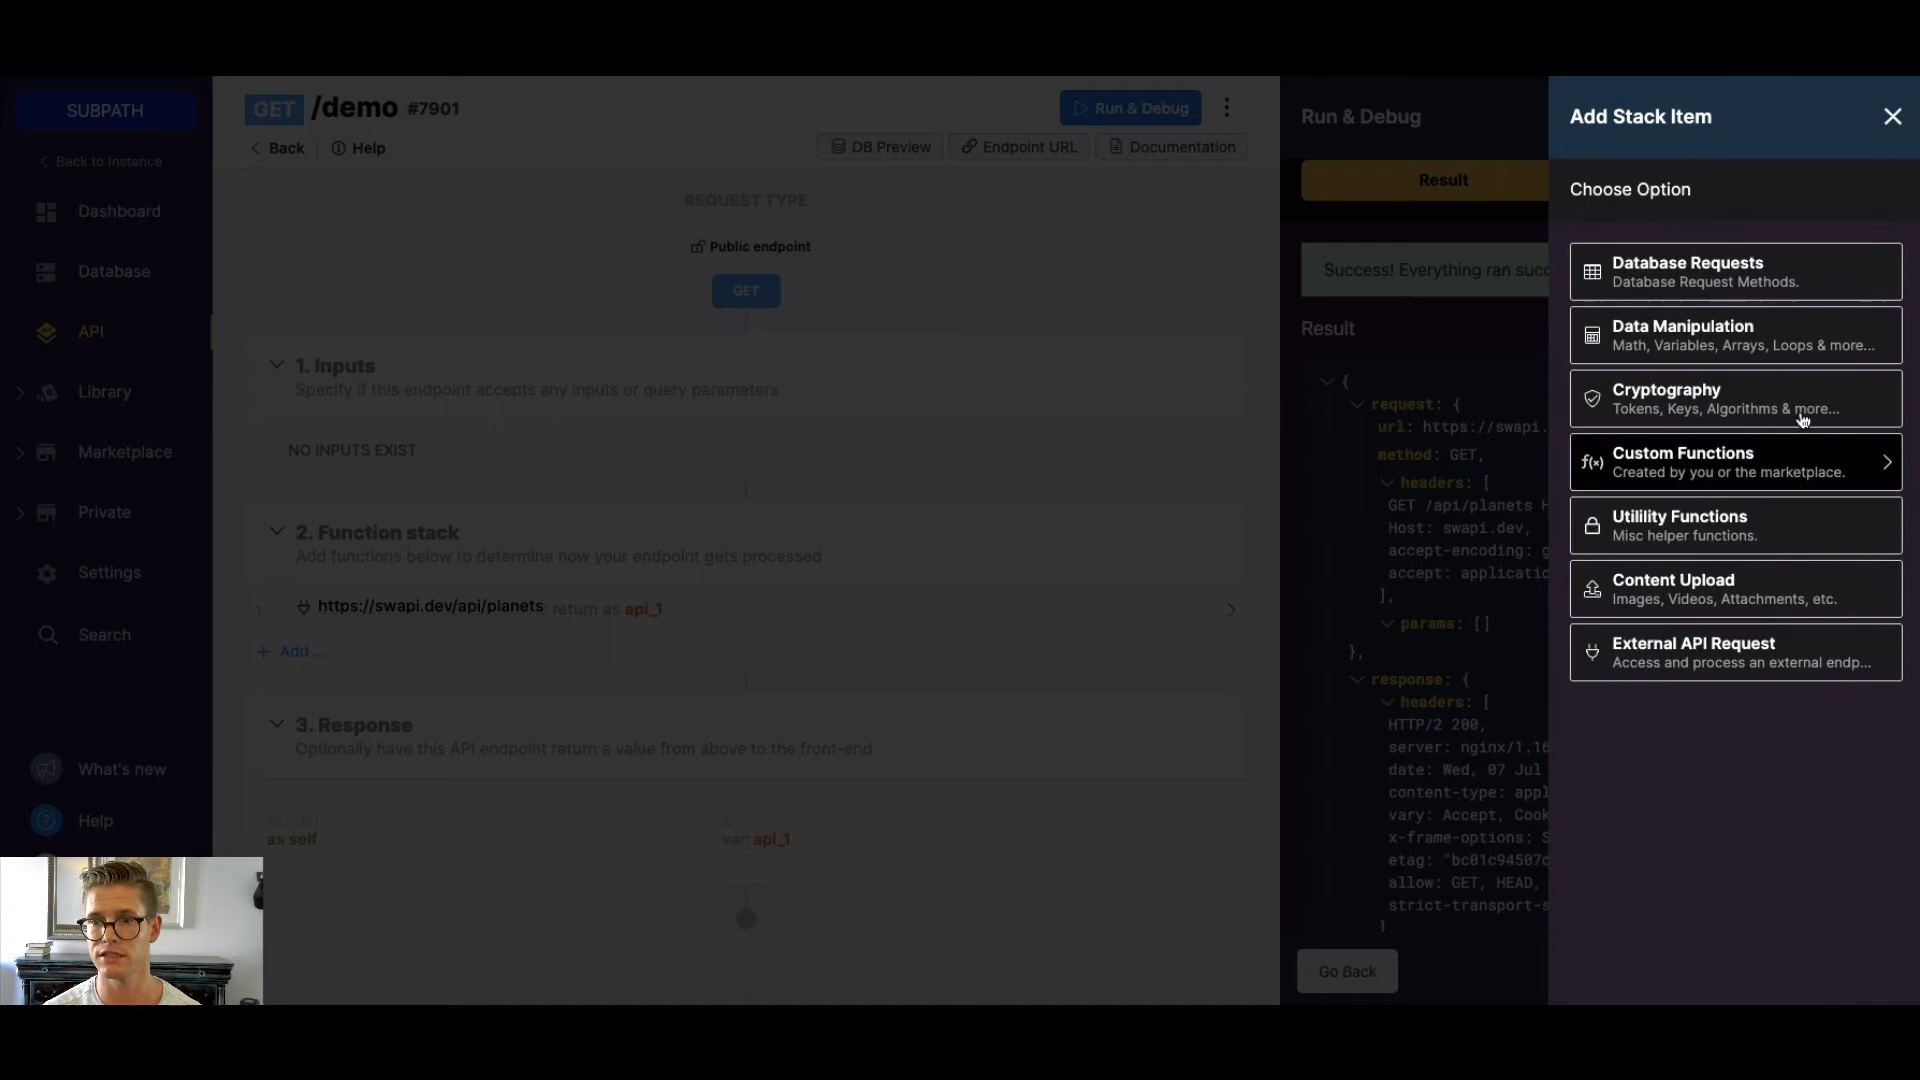 SUBPATH
Back to Instance
Dashboard
Database
API
Library
Marketplace
Private
Settings
Search
What's new
Help
GET /demo #7901
Run & Debug
Back
Help
DB Preview
Endpoint URL
Documentation
REQUEST TYPE
Public endpoint
GET
1. Inputs
Specify if this endpoint accepts any inputs or query parameters
NO INPUTS EXIST
2. Function stack
Add functions below to determine how your endpoint gets processed
1. https://swapi.dev/api/planets return as api_1
Add ...
3. Response
Optionally have this API endpoint return a value from above to the front-end
RETURN
as self
var: api_1
Run & Debug
Result
Success! Everything ran succ
Result
{
request: {
url: https://swapi.
method: GET,
headers: [
GET /api/planets H
Host: swapi.dev,
accept-encoding: g
accept: applicatio
],
params: []
},
response: {
headers: [
HTTP/2 200,
server: nginx/1.16
date: Wed, 07 Jul
content-type: appl
vary: Accept, Cook
x-frame-options: S
etag: "bc01c94507d
allow: GET, HEAD,
strict-transport-s
],
Go Back
Add Stack Item
Choose Option
Database Requests
Database Request Methods.
Data Manipulation
Math, Variables, Arrays, Loops & more...
Cryptography
Tokens, Keys, Algorithms & more...
f(x) Custom Functions
Created by you or the marketplace.
Utilility Functions
Misc helper functions.
Content Upload
Images, Videos, Attachments, etc.
External API Request
Access and process an external endp...